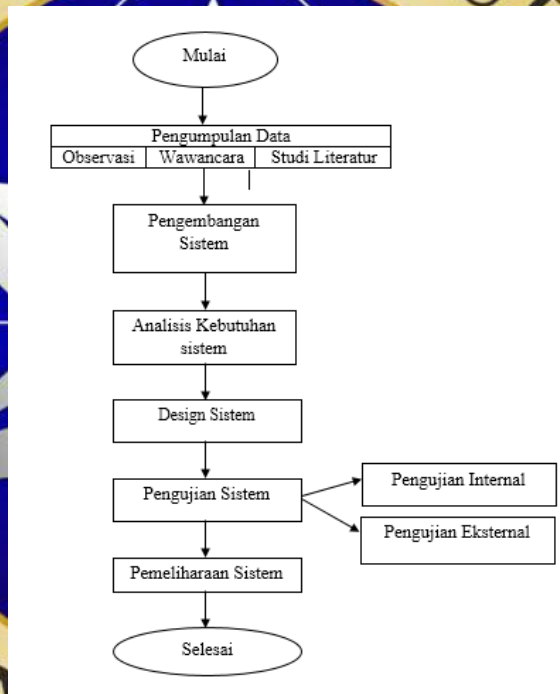 Mulai
Pengumpulan Data
Observasi Wawancara Studi Literatur
Pengembangan
Sistem
Analisis Kebutuhan
sistem
Design Sistem
Pengujian Sistem
Pengujian Internal
Pengujian Eksternal
Pemeliharaan Sistem
Selesai